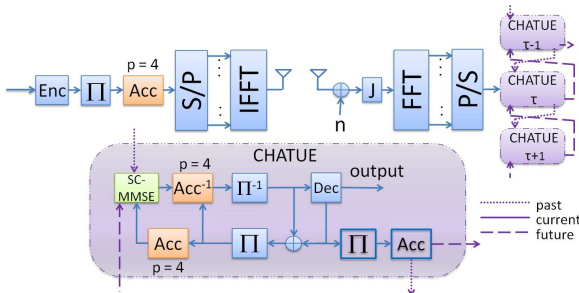 p = 4
Enc
Π
Acc
S/P
IFFT
n
J
FFT
P/S
CHATUE
τ-1
CHATUE
τ
CHATUE
τ+1
CHATUE
p = 4
output
SC-
MMSE
Acc-1
Π-1
Dec
Acc
Π
Π
Acc
p = 4
past
current
future